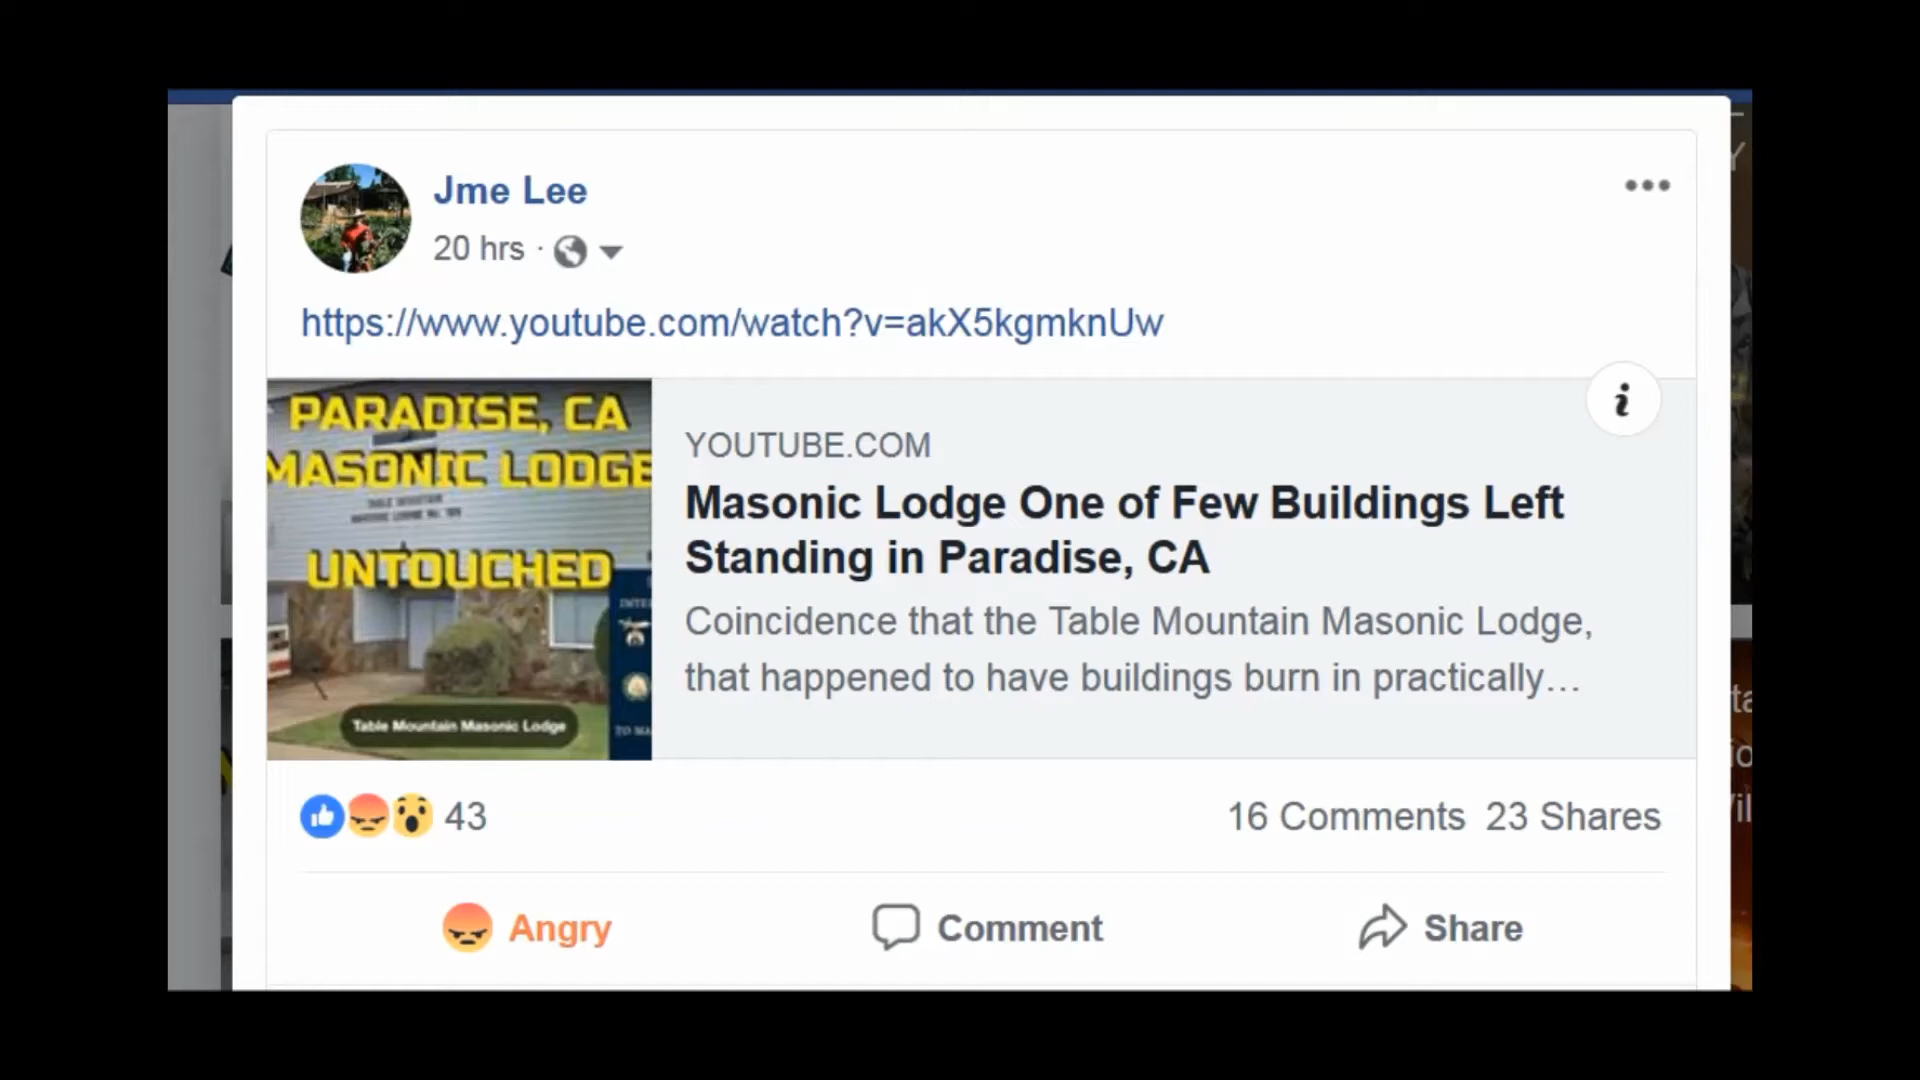 Jme Lee
20 hrs ·
https://www.youtube.com/watch?v=akX5kgmknUw
PARADISE, CA
MASONIC LODGE
UNTOUCHED
Table Mountain Masonic Lodge
YOUTUBE.COM
Masonic Lodge One of Few Buildings Left
Standing in Paradise, CA
Coincidence that the Table Mountain Masonic Lodge,
that happened to have buildings burn in practically...
43
16 Comments 23 Shares
Angry
Comment
Share